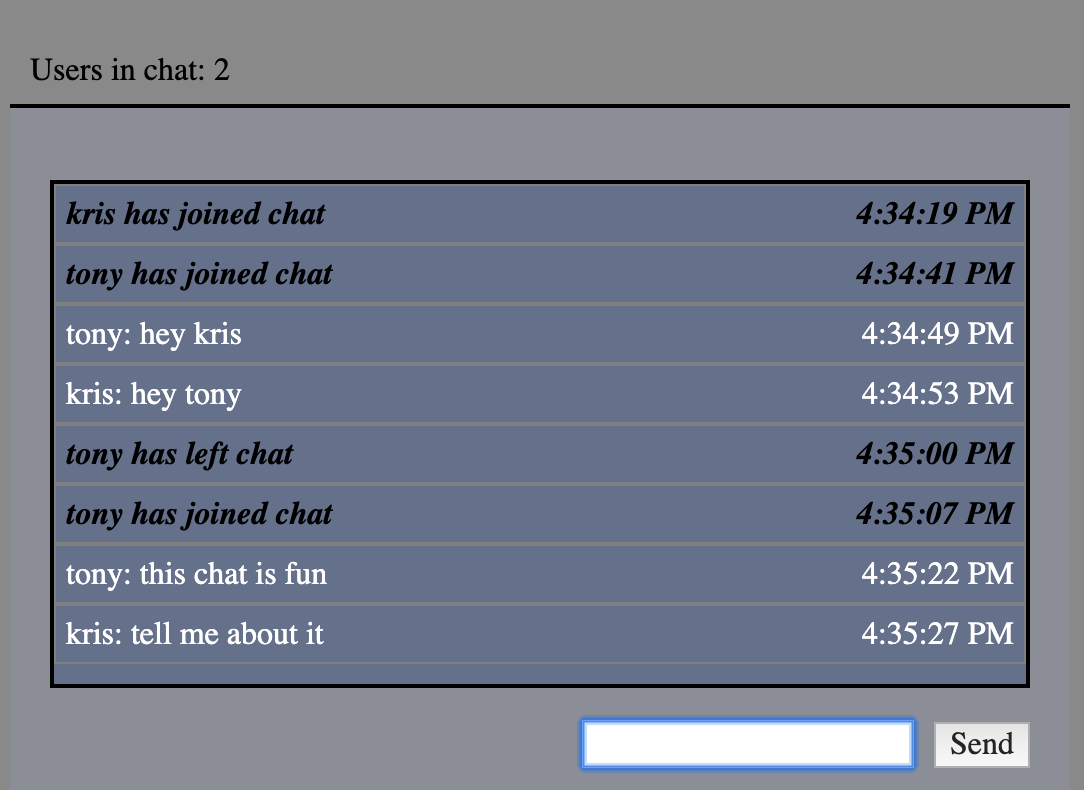 Users in chat: 2
kris has joined chat 4:34:19 PM
tony has joined chat 4:34:41 PM
tony: hey kris 4:34:49 PM
kris: hey tony 4:34:53 PM
tony has left chat 4:35:00 PM
tony has joined chat 4:35:07 PM
tony: this chat is fun 4:35:22 PM
kris: tell me about it 4:35:27 PM
Send